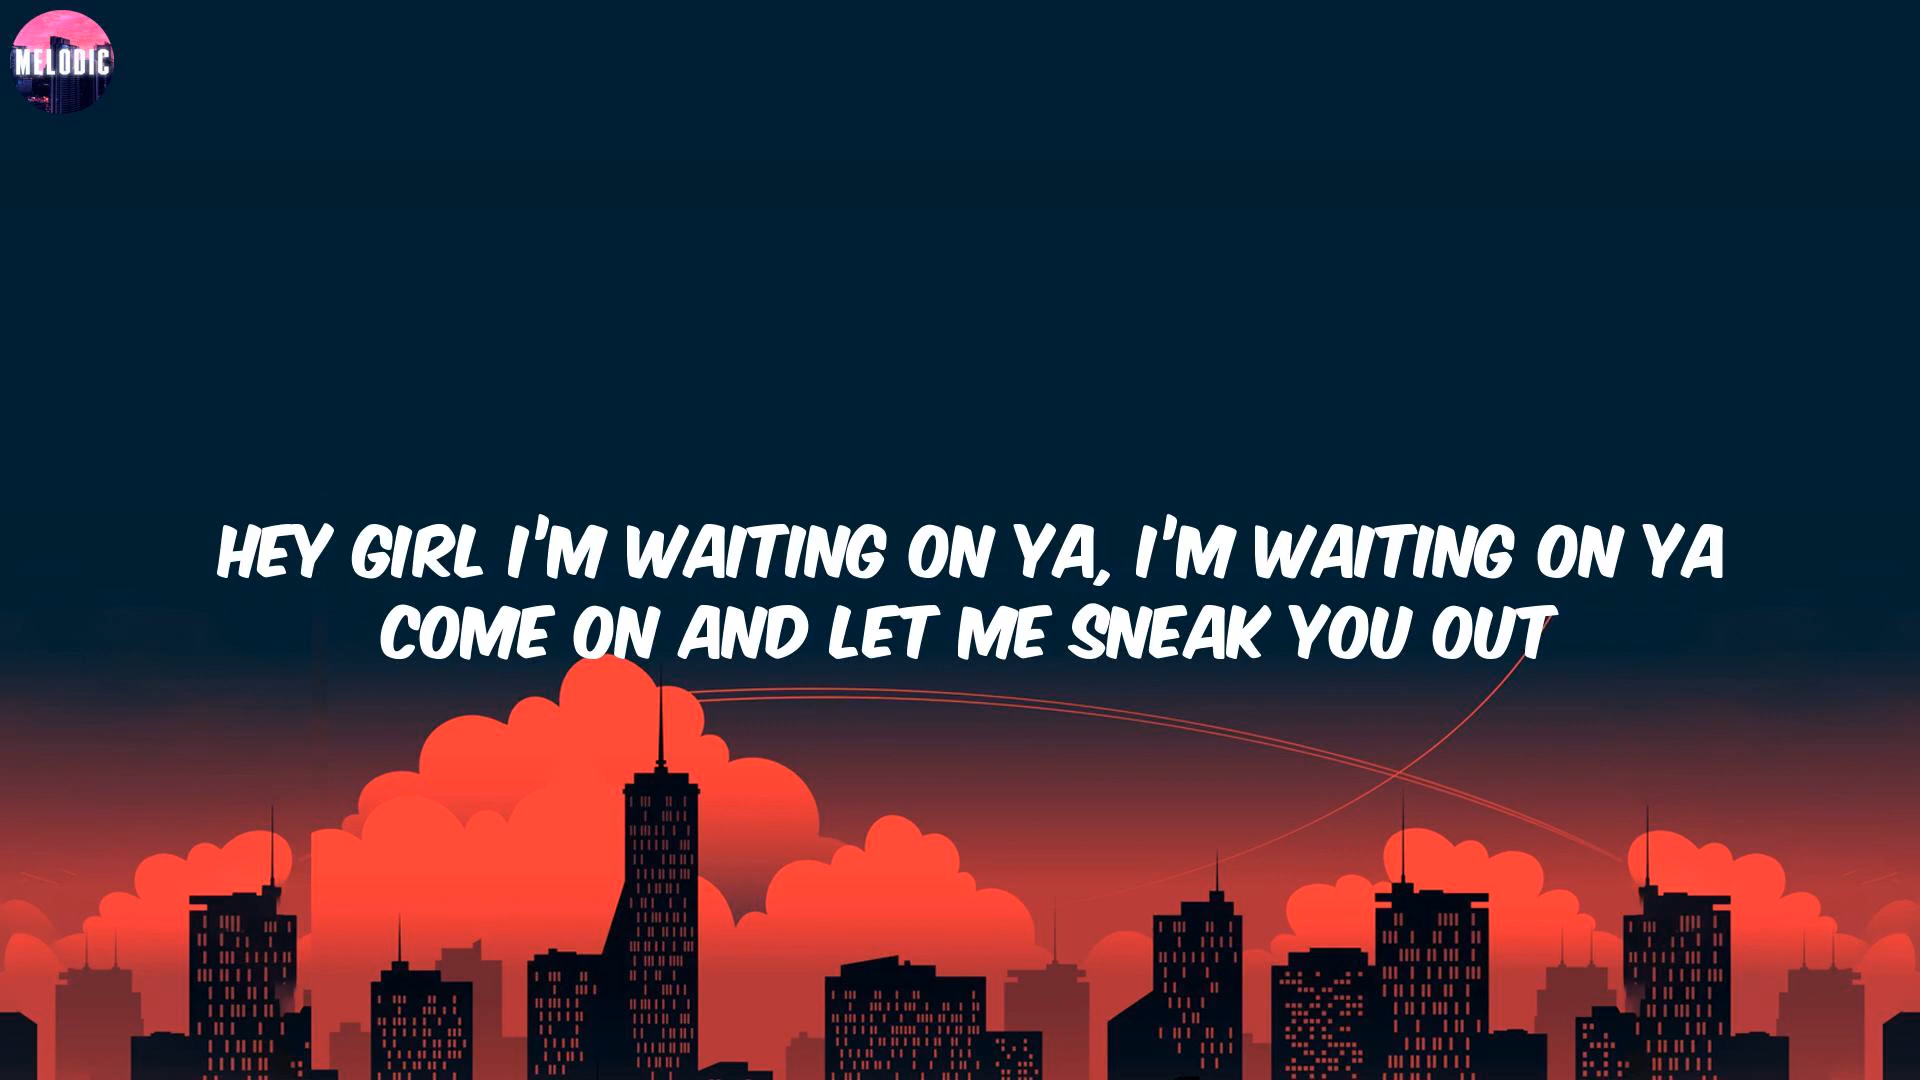 MELODIC
HEY GIRL I'M WAITING ON YA, I'M WAITING ON YA
COME ON AND LET ME SNEAK YOU OUT